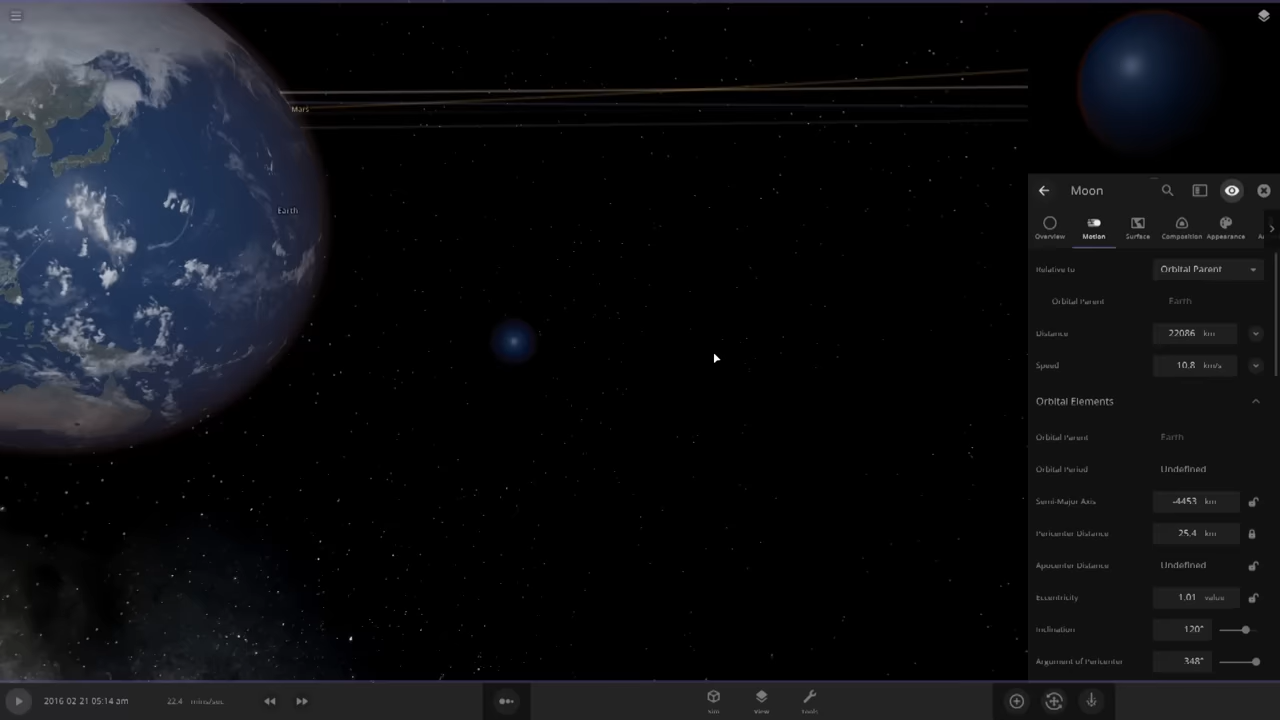 Mars
Earth
Moon
Overview
Motion
Surface
Composition
Appearance
Relative to
Orbital Parent
Orbital Parent
Earth
Distance
22086 km
Speed
10.8 km/s
Orbital Elements
Orbital Parent
Earth
Orbital Period
Undefined
Semi-Major Axis
-4453 km
Pericenter Distance
25.4 km
Apocenter Distance
Undefined
Eccentricity
1.01 value
Inclination
120°
Argument of Pericenter
348°
2016 02 21 05:14 am
22.4 mins/sec
Sim
View
Tools